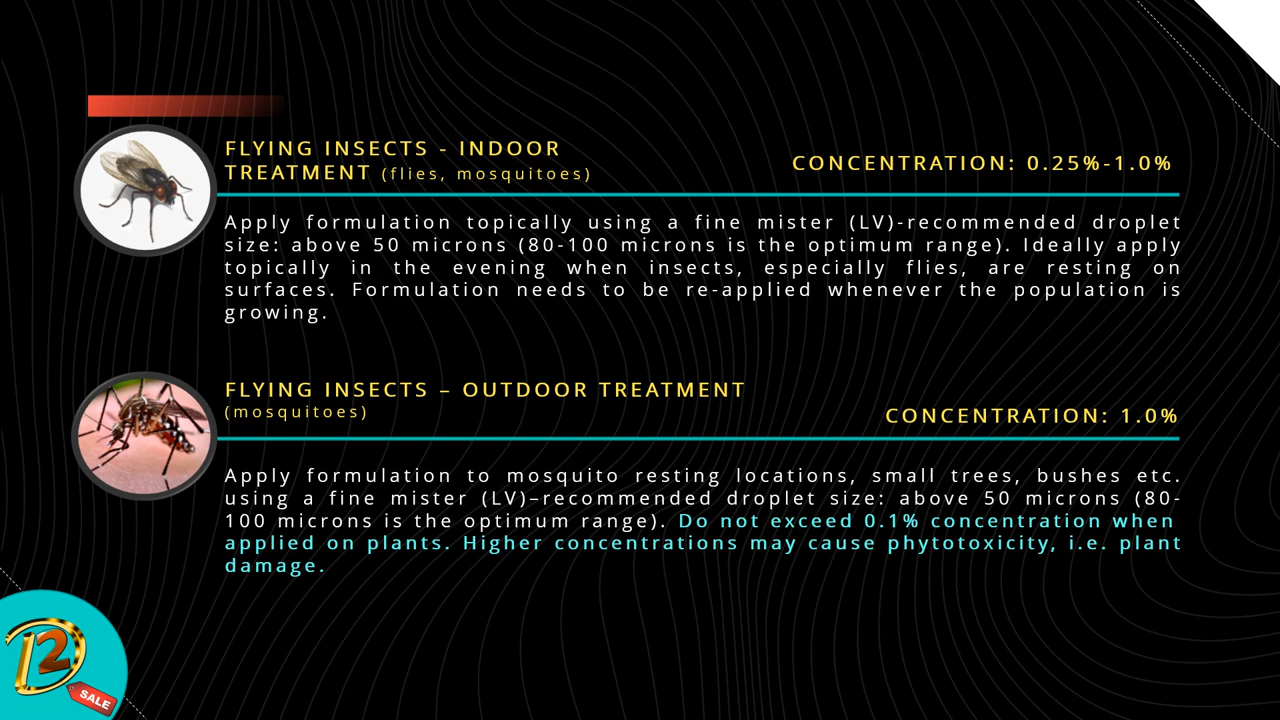 FLYING INSECTS - INDOOR
TREATMENT (flies, mosquitoes)
CONCENTRATION: 0.25%-1.0%
Apply formulation topically using a fine mister (LV)-recommended droplet
size: above 50 microns (80-100 microns is the optimum range). Ideally apply
topically in the evening when insects, especially flies, are resting on
surfaces. Formulation needs to be re-applied whenever the population is
growing.
FLYING INSECTS – OUTDOOR TREATMENT
(mosquitoes)
CONCENTRATION: 1.0%
Apply formulation to mosquito resting locations, small trees, bushes etc.
using a fine mister (LV)–recommended droplet size: above 50 microns (80-
100 microns is the optimum range). Do not exceed 0.1% concentration when
applied on plants. Higher concentrations may cause phytotoxicity, i.e. plant
damage.
D2
SALE